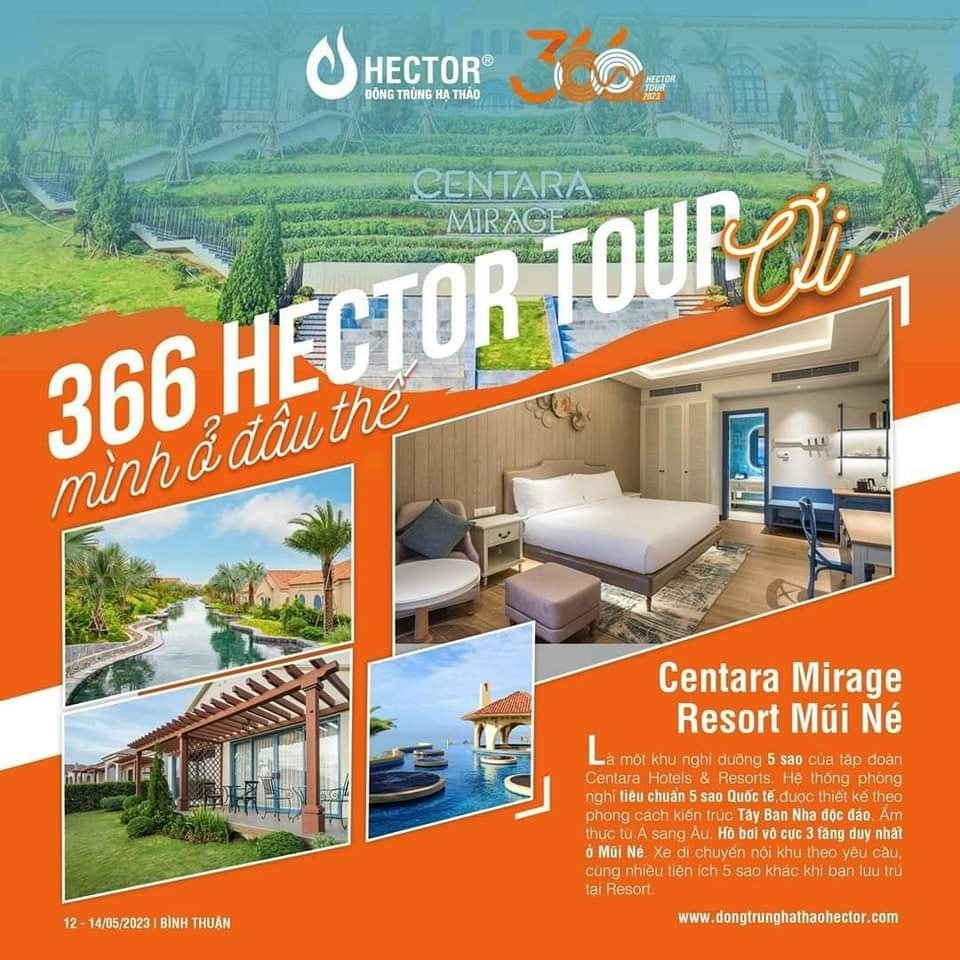 HECTOR®
ĐÔNG TRÙNG HẠ THẢO
366
HECTOR
TOUR
2023
CENTARA
MIRAGE
366 HECTOR TOUR Ơi
mình ở đâu thế
Centara Mirage
Resort Mũi Né
Là một khu nghỉ dưỡng 5 sao của tập đoàn
Centara Hotels & Resorts. Hệ thống phòng
nghỉ tiêu chuẩn 5 sao Quốc tế,được thiết kế theo
phong cách kiến trúc Tây Ban Nha độc đáo. Ẩm
thực từ Á sang Âu. Hồ bơi vô cực 3 tầng duy nhất
ở Mũi Né. Xe di chuyển nội khu theo yêu cầu,
cùng nhiều tiện ích 5 sao khác khi bạn lưu trú
tại Resort.
12 - 14/05/2023 | BÌNH THUẬN
www.dongtrunghathaohector.com